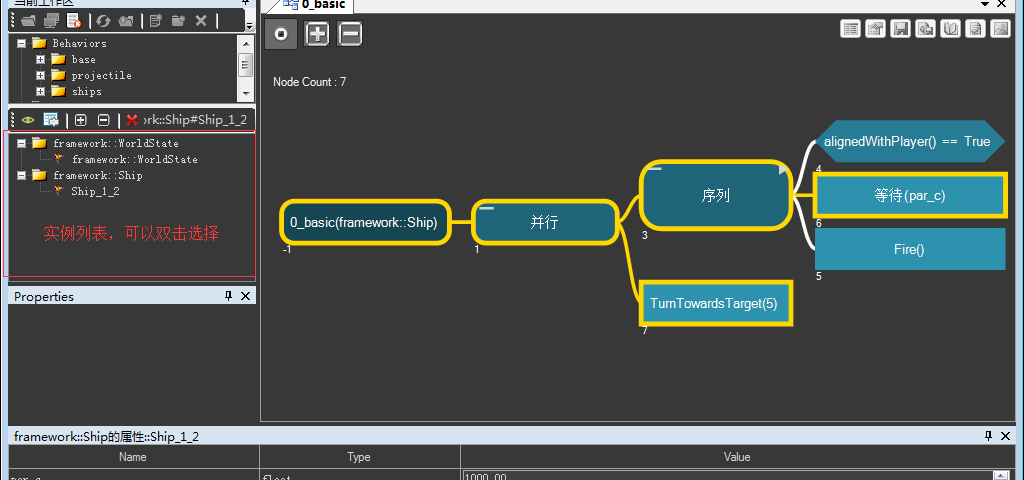 当前工作区
0_basic
Behaviors
base
projectile
ships
Node Count : 7
rk::Ship#Ship_1_2
framework::WorldState
framework::WorldState
framework::Ship
Ship_1_2
实例列表，可以双击选择
alignedWithPlayer() == True
4
等待(par_c)
6
Fire()
5
序列
3
0_basic(framework::Ship)
-1
并行
1
TurnTowardsTarget(5)
7
Properties
framework::Ship的属性::Ship_1_2
Name Type Value
par_c float 1000.00